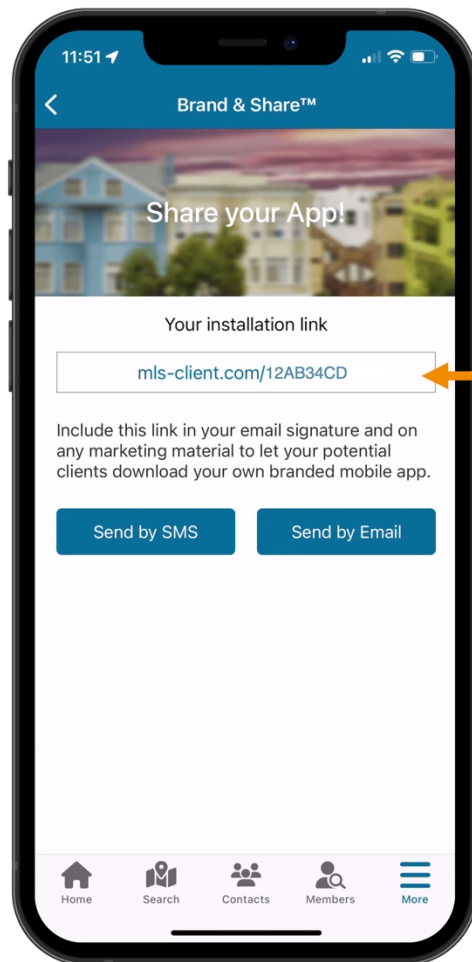 11:51
Brand & Share™
Share your App!
Your installation link
mls-client.com/12AB34CD
Include this link in your email signature and on
any marketing material to let your potential
clients download your own branded mobile app.
Send by SMS
Send by Email
Home
Search
Contacts
Members
More